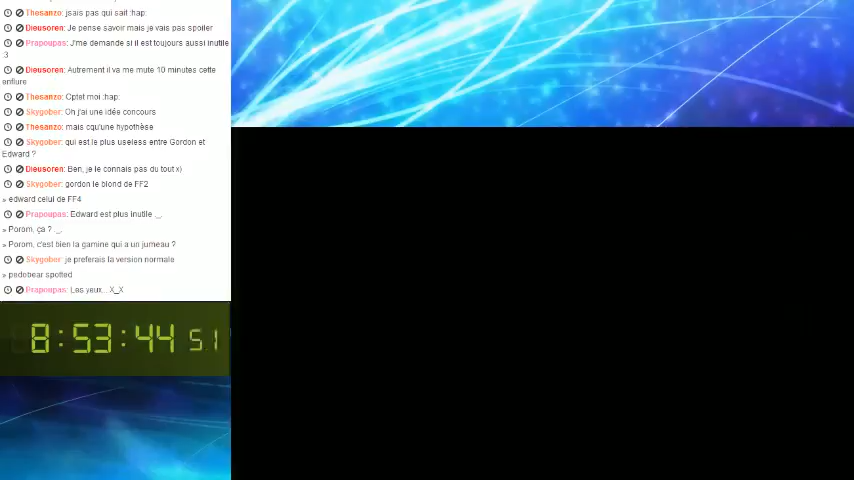 Thesanzo: jsais pas qui sait :hap:
Dieusoren: Je pense savoir mais je vais pas spoiler
Prapoupas: J'me demande si il est toujours aussi inutile
:3
Dieusoren: Autrement il va me mute 10 minutes cette
enflure
Thesanzo: Cptet moi :hap:
Skygober: Oh j'ai une idée concours
Thesanzo: mais cqu'une hypothèse
Skygober: qui est le plus useless entre Gordon et
Edward ?
Dieusoren: Ben, je le connais pas du tout x)
Skygober: gordon le blond de FF2
» edward celui de FF4
Prapoupas: Edward est plus inutile ._.
» Porom, ça ? ._.
» Porom, c'est bien la gamine qui a un jumeau ?
Skygober: je preferais la version normale
» pedobear spotted
Prapoupas: Les yeux... X_X
8:53:44 51